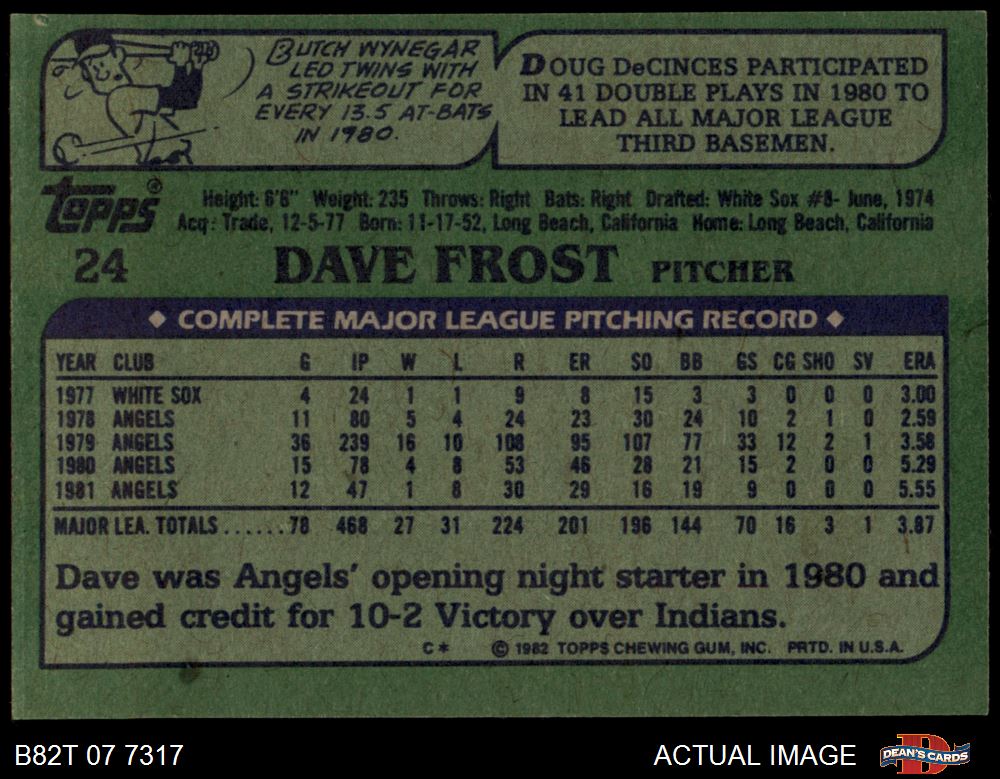 BUTCH WYNEGAR
LED TWINS WITH
A STRIKEOUT FOR
EVERY 13.5 AT-BATS
IN 1980.
DOUG DeCINCES PARTICIPATED
IN 41 DOUBLE PLAYS IN 1980 TO
LEAD ALL MAJOR LEAGUE
THIRD BASEMEN.
TOPPS®
Height: 6'6" Weight: 235 Throws: Right Bats: Right Drafted: White Sox #8- June, 1974
Acq: Trade, 12-5-77 Born: 11-17-52, Long Beach, California Home: Long Beach, California
24 DAVE FROST PITCHER
◆ COMPLETE MAJOR LEAGUE PITCHING RECORD ◆
YEAR CLUB G IP W L R ER SO BB GS CG SHO SV ERA
1977 WHITE SOX 4 24 1 1 9 8 15 3 3 0 0 0 3.00
1978 ANGELS 11 80 5 4 24 23 30 24 10 2 1 0 2.59
1979 ANGELS 36 239 16 10 108 95 107 77 33 12 2 1 3.58
1980 ANGELS 15 78 4 8 53 46 28 21 15 2 0 0 5.29
1981 ANGELS 12 47 1 8 30 29 16 19 9 0 0 0 5.55
MAJOR LEA. TOTALS ...... 78 468 27 31 224 201 196 144 70 16 3 1 3.87
Dave was Angels' opening night starter in 1980 and
gained credit for 10-2 Victory over Indians.
C* © 1982 TOPPS CHEWING GUM, INC. PRTD. IN U.S.A.
B82T 07 7317 ACTUAL IMAGE DEAN'S CARDS